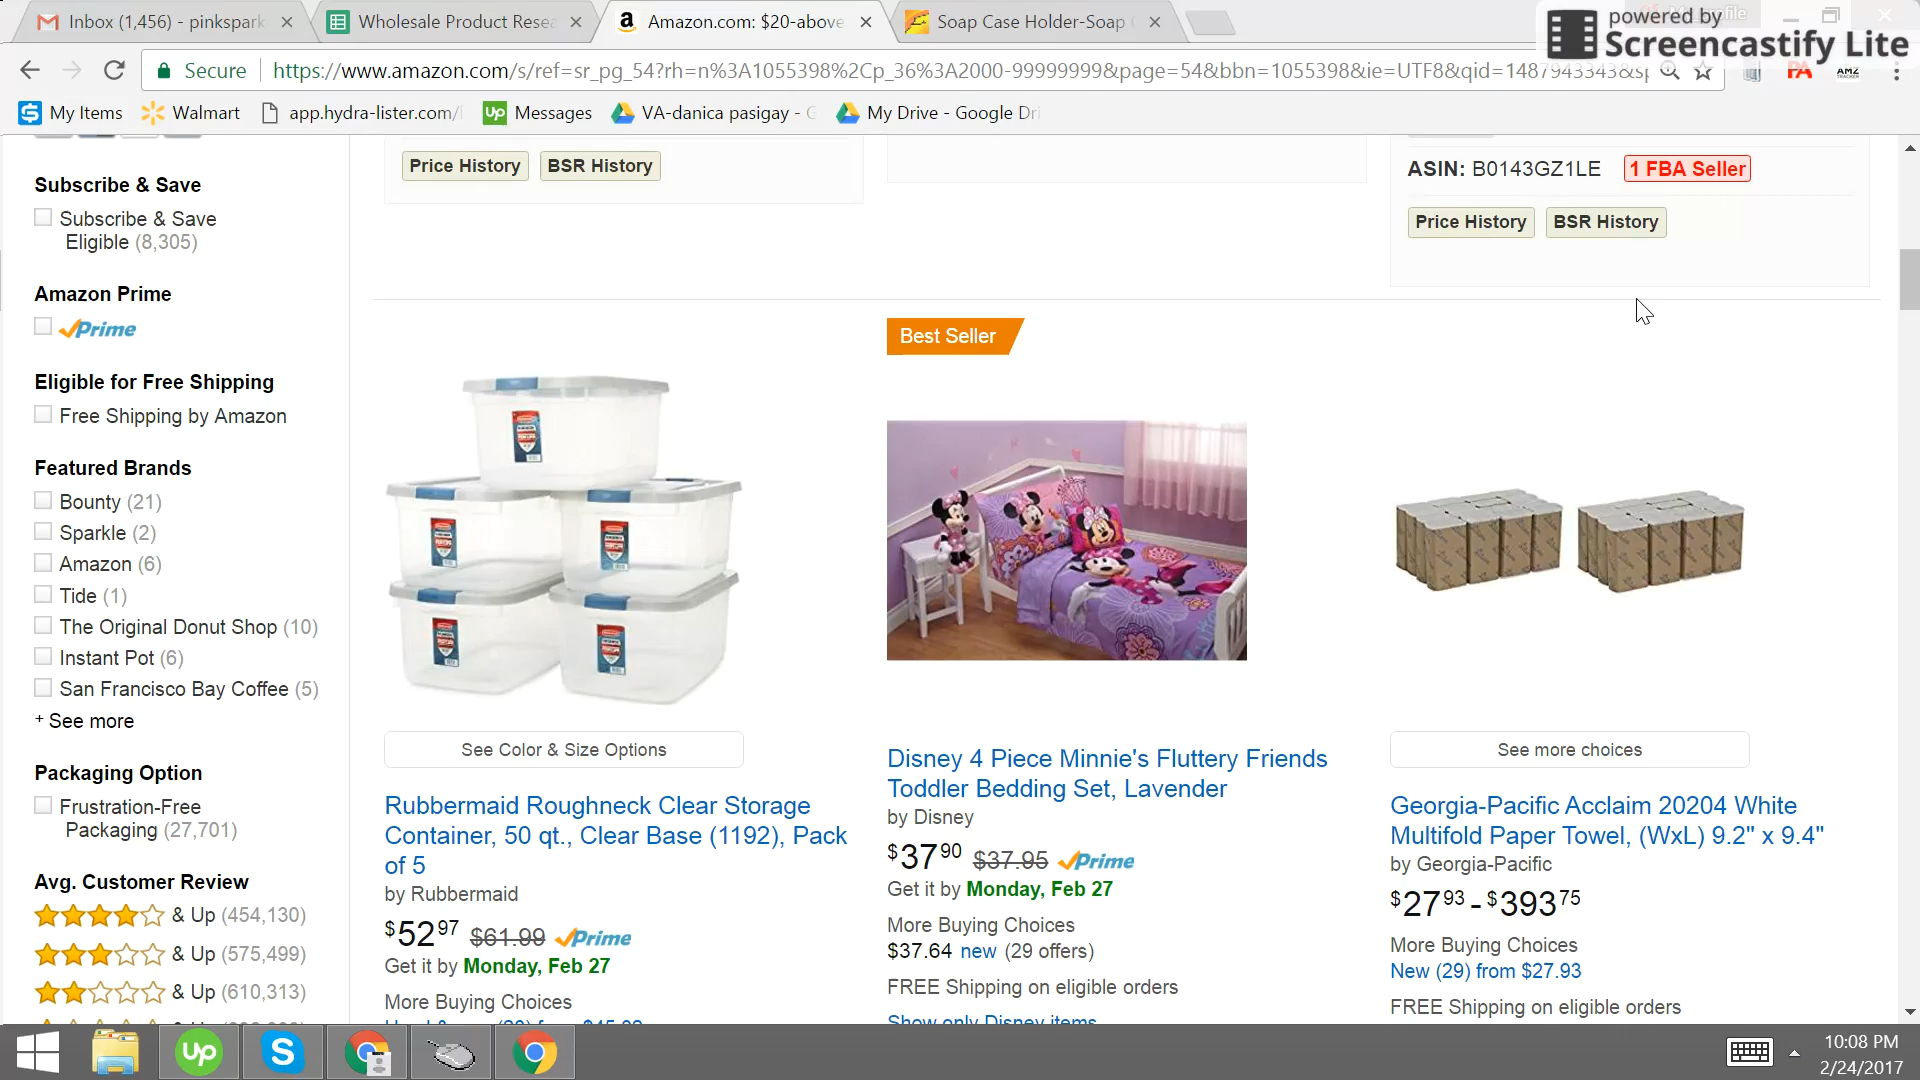 Inbox (1,456) - pinkspark
Wholesale Product Resea
Amazon.com: $20-above
Soap Case Holder-Soap
powered by
Screencastify Lite
Secure
https://www.amazon.com/s/ref=sr_pg_54?rh=n%3A1055398%2Cp_36%3A2000-99999999&page=54&bbn=1055398&ie=UTF8&qid=1487943343&sp
PA
AMZ
My Items
Walmart
app.hydra-lister.com/
Up Messages
VA-danica pasigay - G
My Drive - Google Dri
Subscribe & Save
Subscribe & Save
Eligible (8,305)
Amazon Prime
Prime
Eligible for Free Shipping
Free Shipping by Amazon
Featured Brands
Bounty (21)
Sparkle (2)
Amazon (6)
Tide (1)
The Original Donut Shop (10)
Instant Pot (6)
San Francisco Bay Coffee (5)
+ See more
Packaging Option
Frustration-Free
Packaging (27,701)
Avg. Customer Review
& Up (454,130)
& Up (575,499)
& Up (610,313)
Price History BSR History
ASIN: B0143GZ1LE 1 FBA Seller
Price History BSR History
See Color & Size Options
Rubbermaid Roughneck Clear Storage
Container, 50 qt., Clear Base (1192), Pack
of 5
by Rubbermaid
$52 97 $61.99 Prime
Get it by Monday, Feb 27
More Buying Choices
Best Seller
Disney 4 Piece Minnie's Fluttery Friends
Toddler Bedding Set, Lavender
by Disney
$37 90 $37.95 Prime
Get it by Monday, Feb 27
More Buying Choices
$37.64 new (29 offers)
FREE Shipping on eligible orders
Show only Disney items
See more choices
Georgia-Pacific Acclaim 20204 White
Multifold Paper Towel, (WxL) 9.2" x 9.4"
by Georgia-Pacific
$27 93 - $393 75
More Buying Choices
New (29) from $27.93
FREE Shipping on eligible orders
up
10:08 PM
2/24/2017